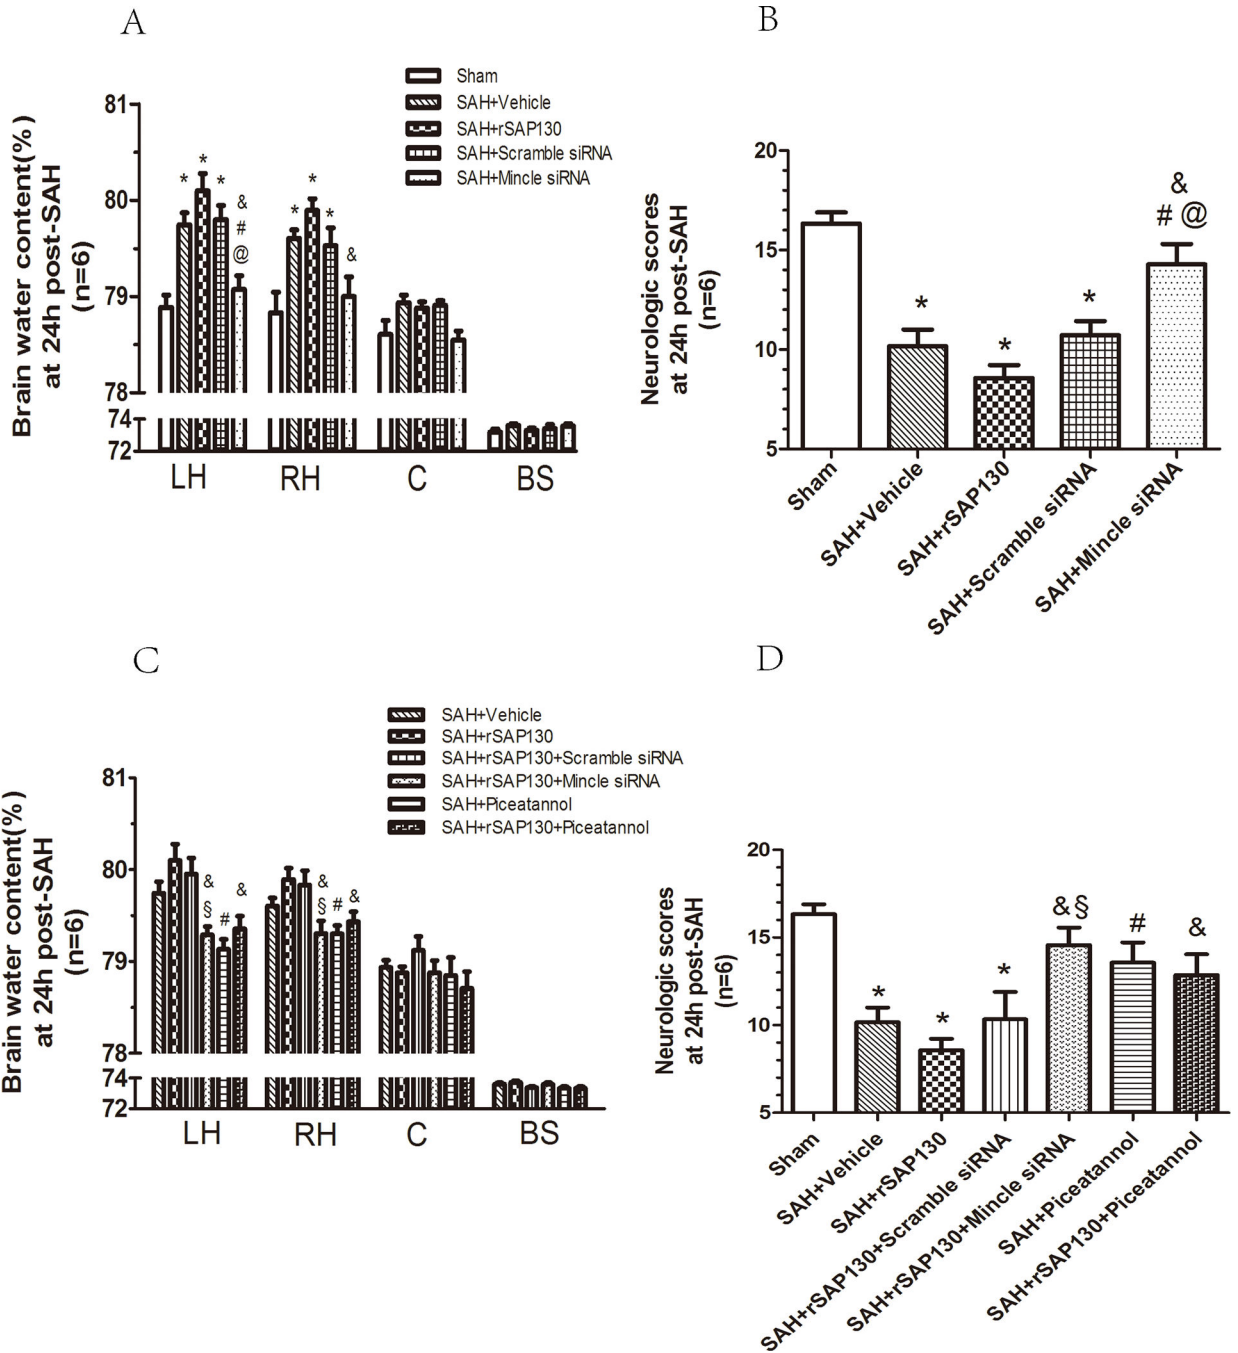 A
Sham
SAH+Vehicle
SAH+rSAP130
SAH+Scramble siRNA
SAH+Mincle siRNA
Brain water content(%)
at 24h post-SAH
(n=6)
81
80
79
78
74
72
* * *
&
#
@
* * *
&
LH RH C BS
B
Neurologic scores
at 24h post-SAH
(n=6)
20
15
10
5
* * *
&
# @
Sham
SAH+Vehicle
SAH+rSAP130
SAH+Scramble siRNA
SAH+Mincle siRNA
C
SAH+Vehicle
SAH+rSAP130
SAH+rSAP130+Scramble siRNA
SAH+rSAP130+Mincle siRNA
SAH+Piceatannol
SAH+rSAP130+Piceatannol
Brain water content(%)
at 24h post-SAH
(n=6)
81
80
79
78
74
72
&
§ # &
&
§ # &
LH RH C BS
D
Neurologic scores
at 24h post-SAH
(n=6)
20
15
10
5
* * * &§ # &
Sham
SAH+Vehicle
SAH+rSAP130
SAH+rSAP130+Scramble siRNA
SAH+rSAP130+Mincle siRNA
SAH+Piceatannol
SAH+rSAP130+Piceatannol